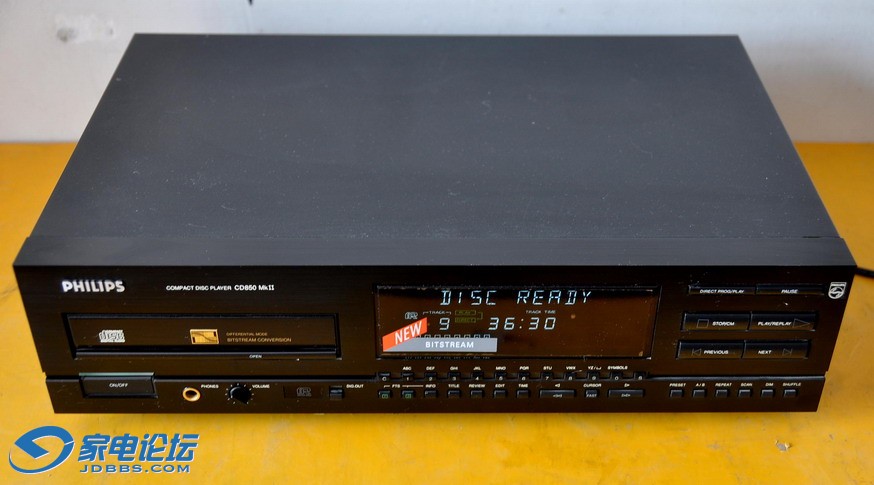 PHILIPS
COMPACT DISC PLAYER CD850 MkII
DISC READY
TRACK
TRACK TIME
9 36:30
NEW
BITSTREAM
DIFFERENTIAL MODE
BITSTREAM CONVERSION
OPEN
DIRECT PROG/PLAY PAUSE
STOP/CM PLAY/REPLAY
PREVIOUS NEXT
ABC DEF GHI JKL MNO PQR STU VWX YZ/␣ SYMBOLS
ON/OFF
PHONES
VOLUME
DIG.OUT
FTS INFO TITLE REVIEW EDIT TIME CURSOR
FAST
PRESET A/B REPEAT SCAN DIM SHUFFLE
家电论坛
JDBBS.COM